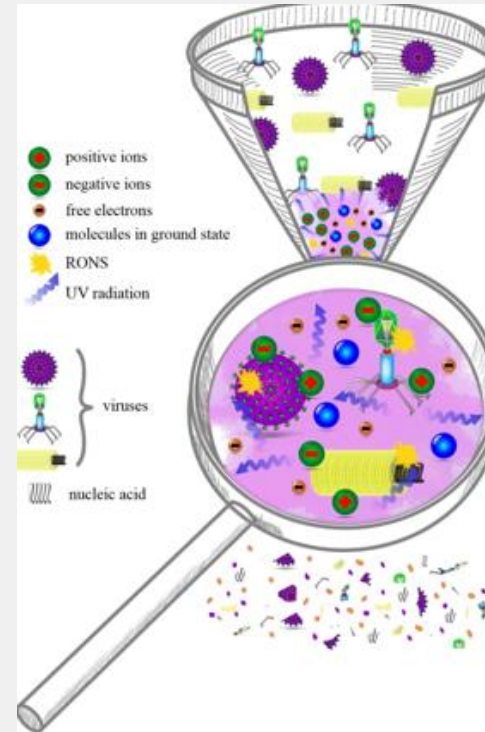 positive ions
negative ions
free electrons
molecules in ground state
RONS
UV radiation
viruses
nucleic acid